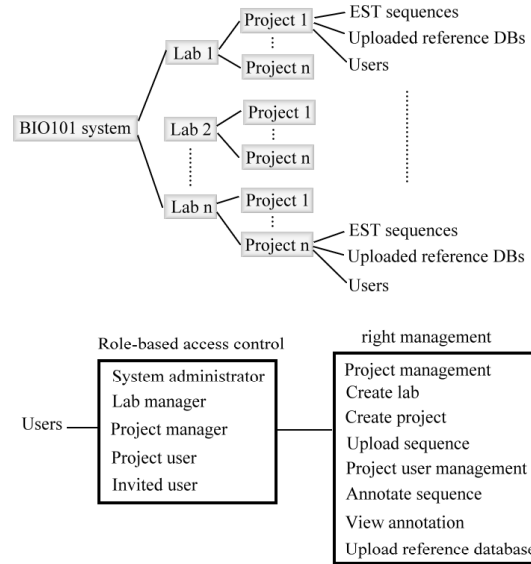 EST sequences
Project 1
Uploaded reference DBs
Lab 1
Users
Project n
Project 1
BIO101 system
Lab 2
Project n
Project 1
Lab n
EST sequences
Project n
Uploaded reference DBs
Users
Role-based access control
right management
System administrator
Lab manager
Users
Project manager
Project user
Invited user
Project management
Create lab
Create project
Upload sequence
Project user management
Annotate sequence
View annotation
Upload reference database